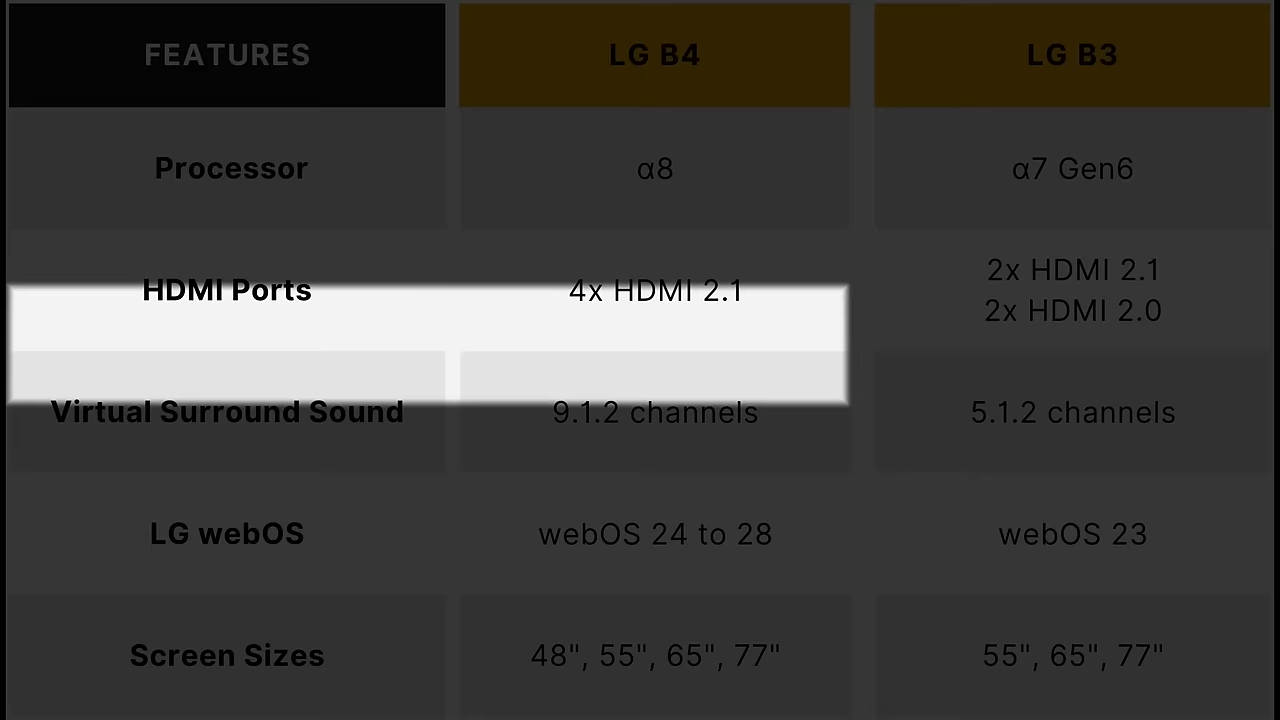 FEATURES LG B4 LG B3
Processor α8 α7 Gen6
HDMI Ports 4x HDMI 2.1 2x HDMI 2.1
2x HDMI 2.0
Virtual Surround Sound 9.1.2 channels 5.1.2 channels
LG webOS webOS 24 to 28 webOS 23
Screen Sizes 48", 55", 65", 77" 55", 65", 77"